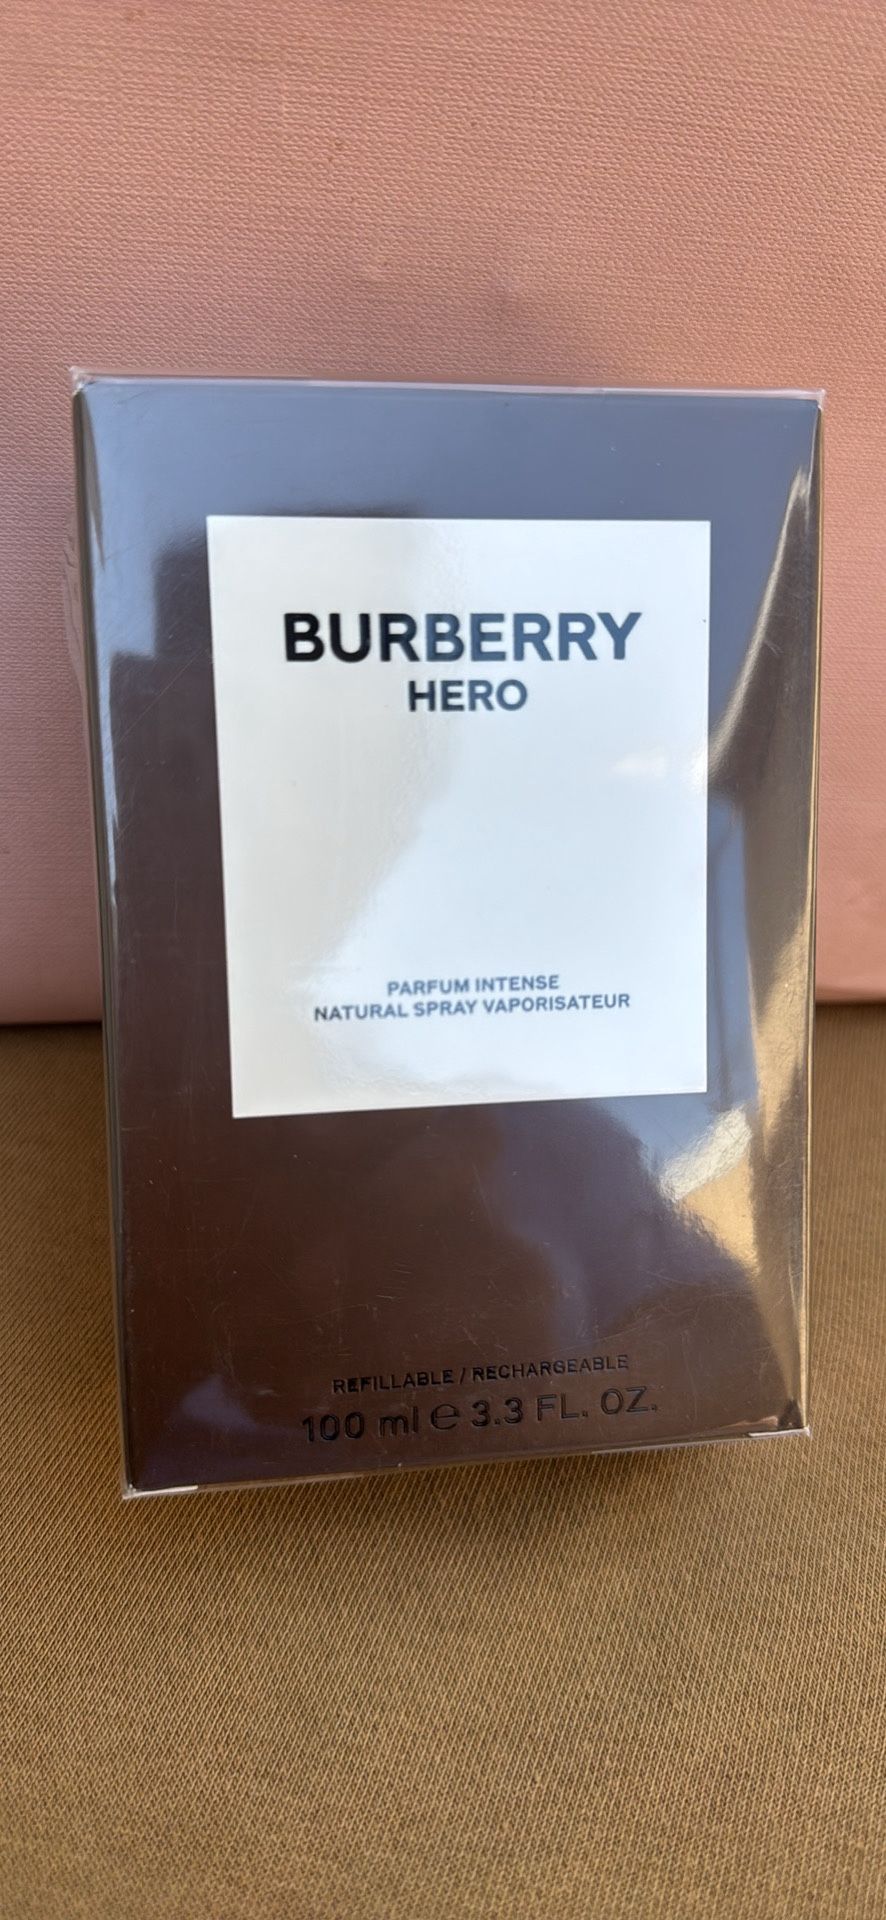 BURBERRY
HERO
PARFUM INTENSE
NATURAL SPRAY VAPORISATEUR
REFILLABLE / RECHARGEABLE
100 ml e 3.3 FL. OZ.